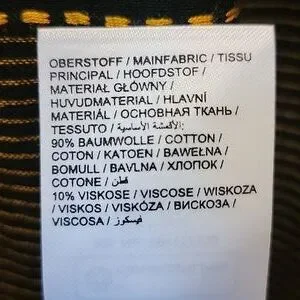 OBERSTOFF / MAINFABRIC / TISSU
PRINCIPAL / HOOFDSTOF /
MATERIAŁ GŁÓWNY /
HUVUDMATERIAL / HLAVNÍ
MATERIÁL / ОСНОВНАЯ ТКАНЬ /
TESSUTO / الأقمشة الأساسية:
90% BAUMWOLLE / COTTON /
COTON / KATOEN / BAWEŁNA /
BOMULL / BAVLNA / ХЛОПОК /
COTONE / قطن
10% VISKOSE / VISCOSE / WISKOZA
/ VISKOS / VISKÓZA / ВИСКОЗА /
VISCOSA / فيسكوز